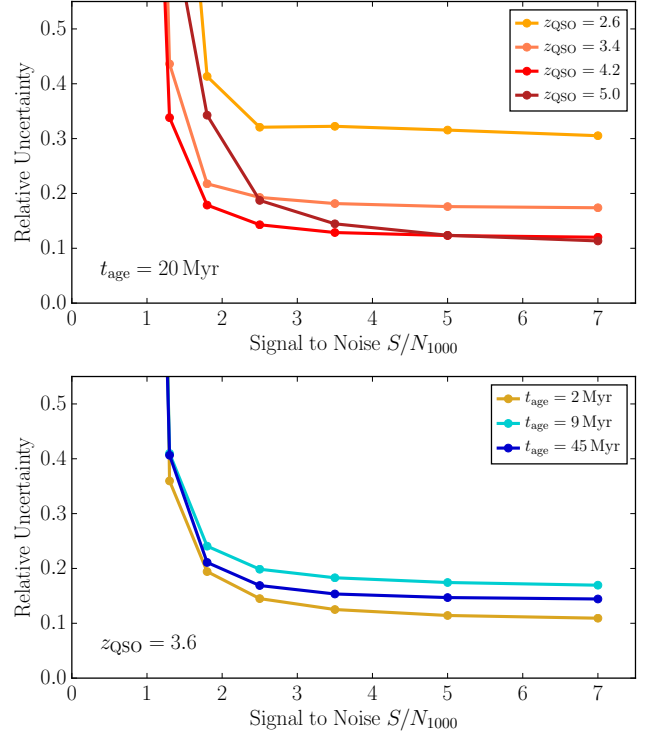 0.5
0.4
0.3
0.2
0.1
0.0
Relative Uncertainty
z_QSO = 2.6
z_QSO = 3.4
z_QSO = 4.2
z_QSO = 5.0
t_age = 20 Myr
0 1 2 3 4 5 6 7
Signal to Noise S/N_1000
0.5
0.4
0.3
0.2
0.1
0.0
Relative Uncertainty
t_age = 2 Myr
t_age = 9 Myr
t_age = 45 Myr
z_QSO = 3.6
0 1 2 3 4 5 6 7
Signal to Noise S/N_1000